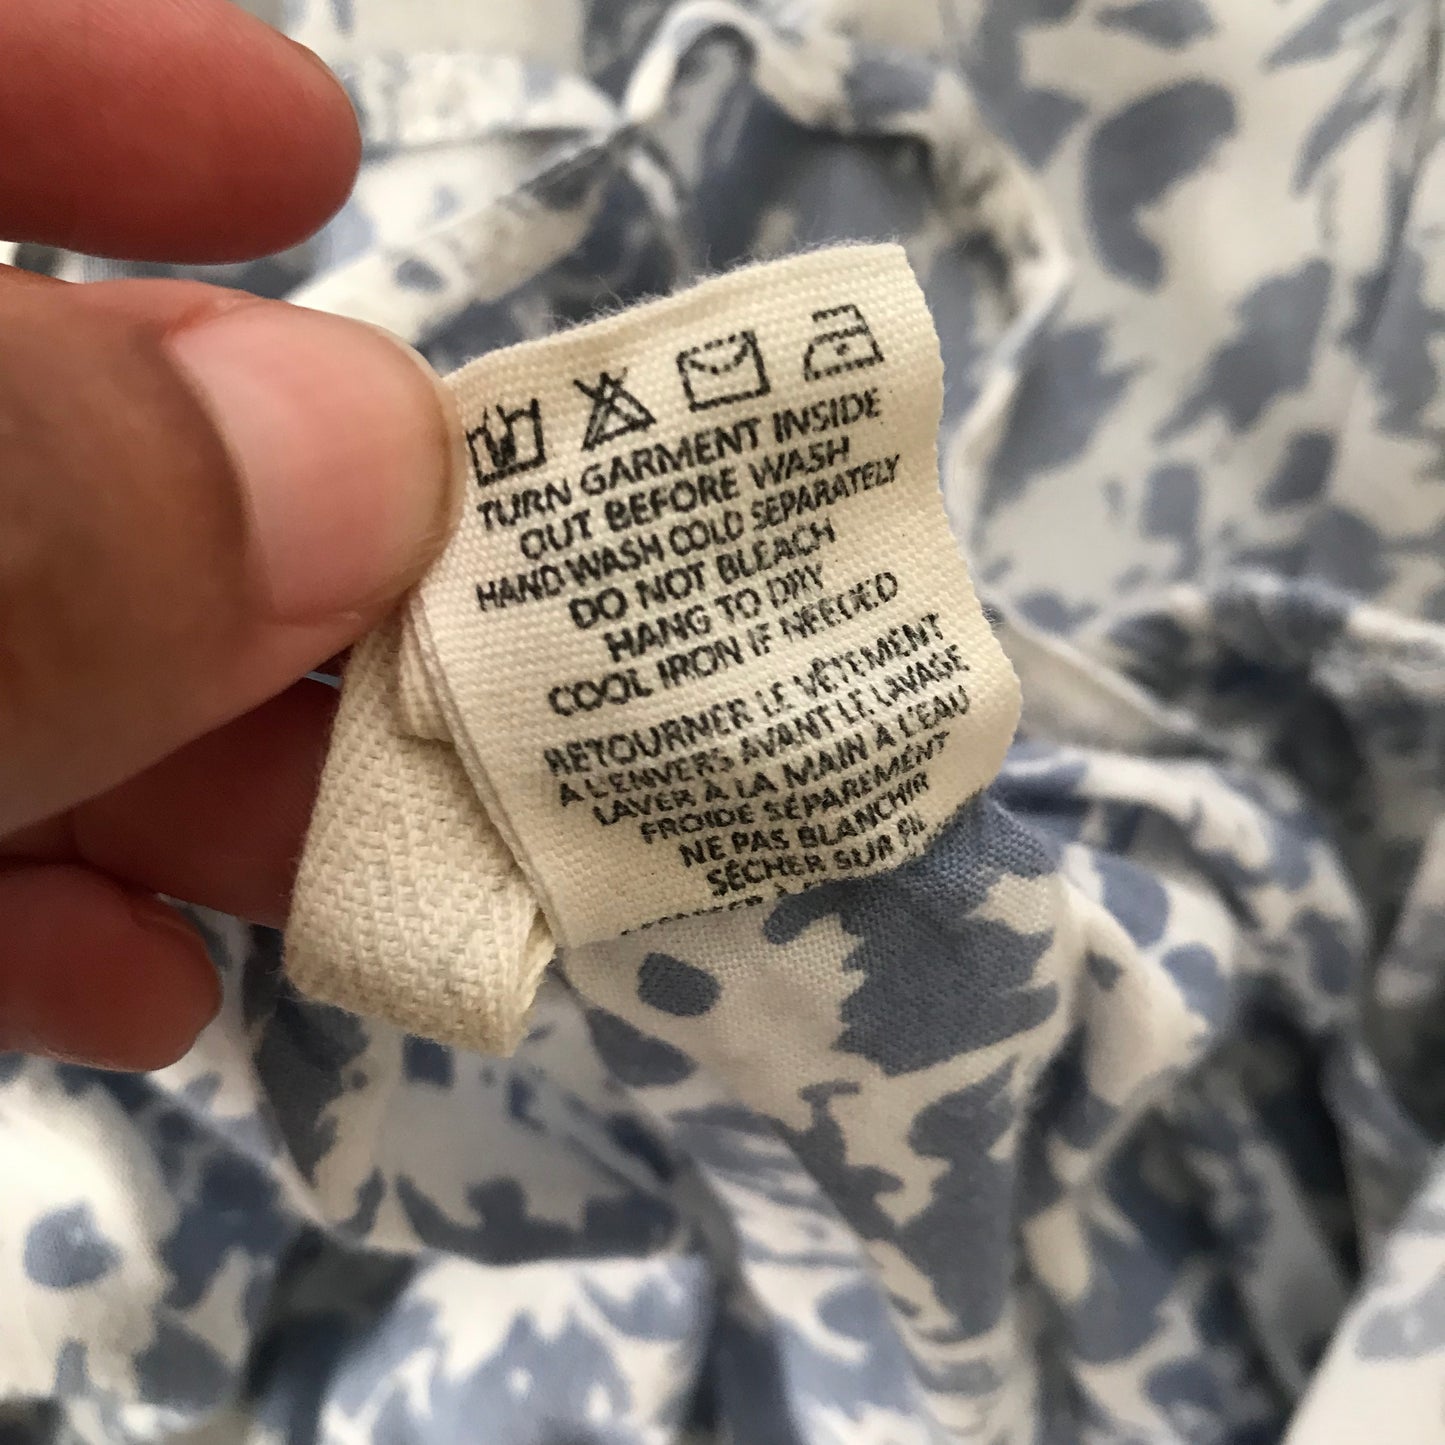 TURN GARMENT INSIDE
OUT BEFORE WASH
HAND WASH COLD SEPARATELY
DO NOT BLEACH
HANG TO DRY
COOL IRON IF NEEDED
RETOURNER LE VÊTEMENT
À L'ENVERS AVANT LE LAVAGE
LAVER À LA MAIN À L'EAU
FROIDE SÉPARÉMENT
NE PAS BLANCHIR
SÉCHER SUR FIL